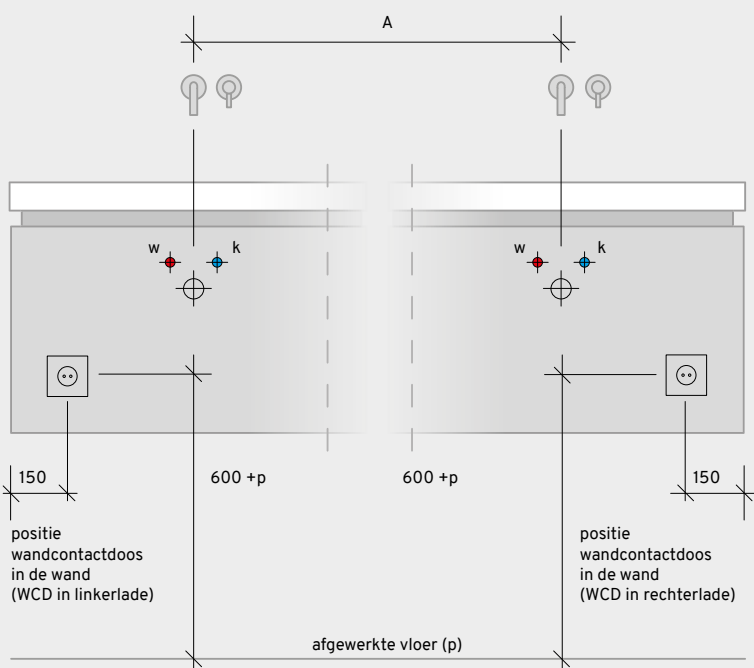 A
w k
w k
150
600 +p
600 +p
150
positie
wandcontactdoos
in de wand
(WCD in linkerlade)
positie
wandcontactdoos
in de wand
(WCD in rechterlade)
afgewerkte vloer (p)